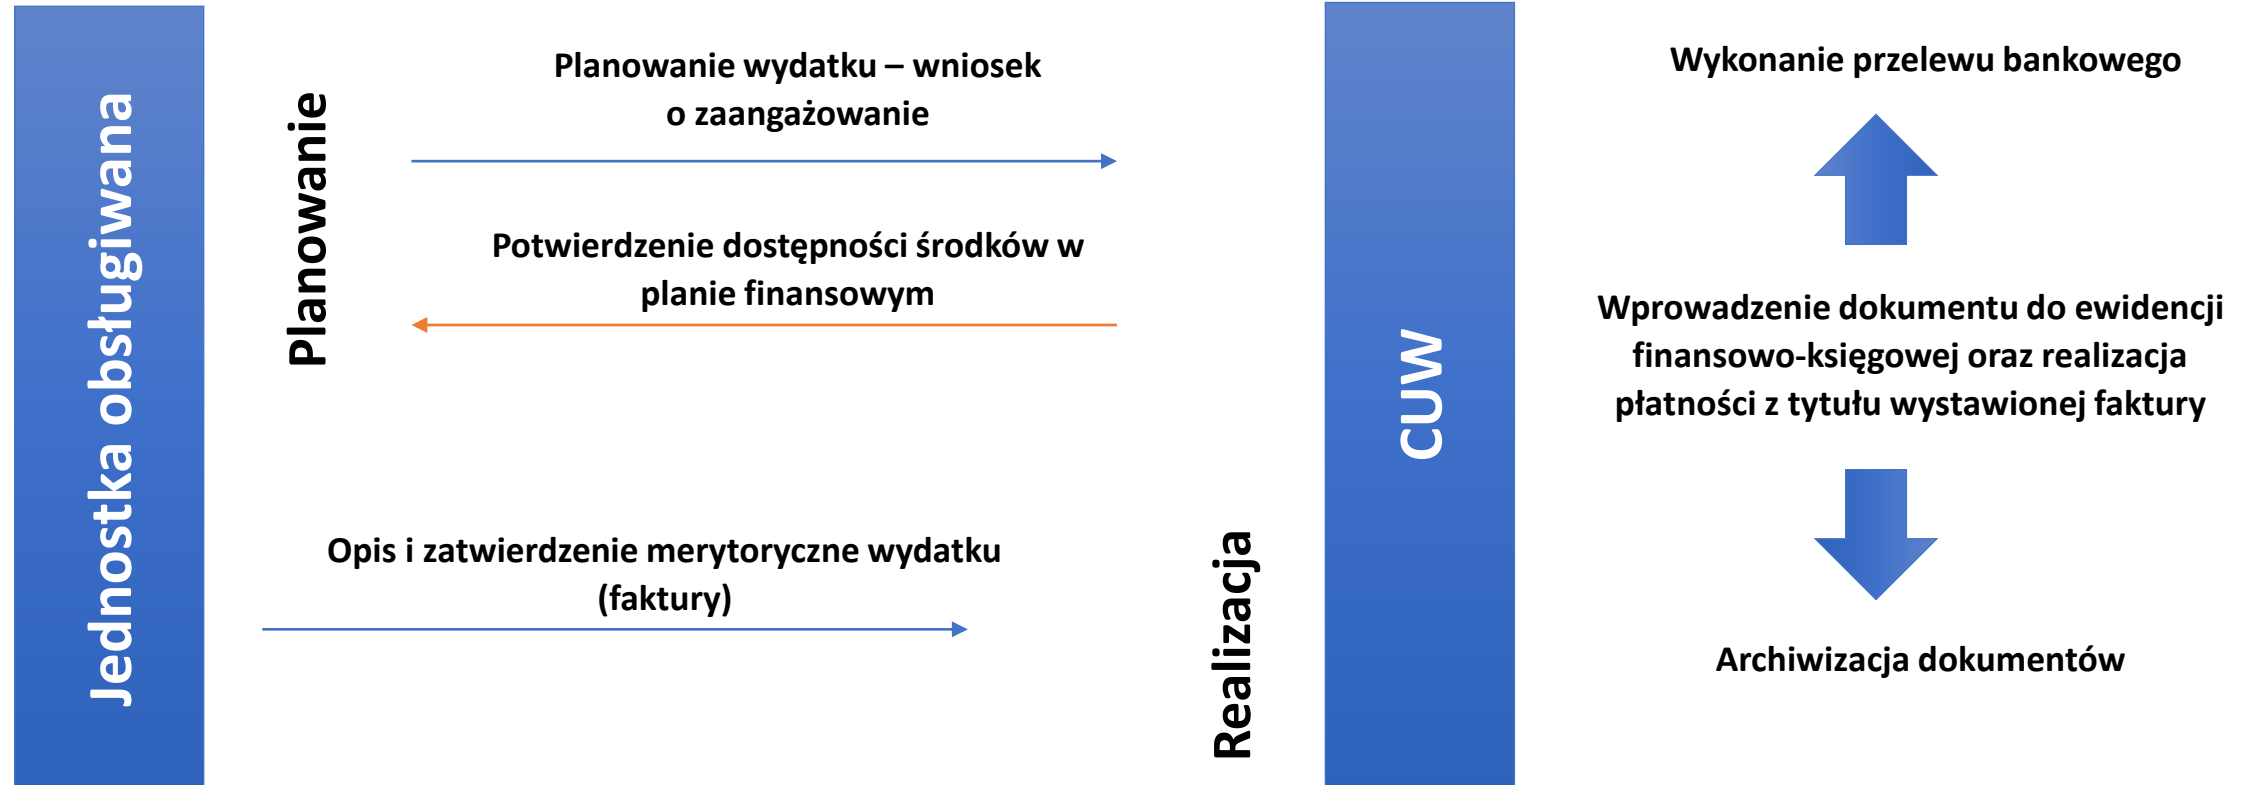 Jednostka obsługiwana
Planowanie
Planowanie wydatku – wniosek
o zaangażowanie
Potwierdzenie dostępności środków w
planie finansowym
Opis i zatwierdzenie merytoryczne wydatku
(faktury)
Realizacja
CUW
Wykonanie przelewu bankowego
Wprowadzenie dokumentu do ewidencji
finansowo-księgowej oraz realizacja
płatności z tytułu wystawionej faktury
Archiwizacja dokumentów